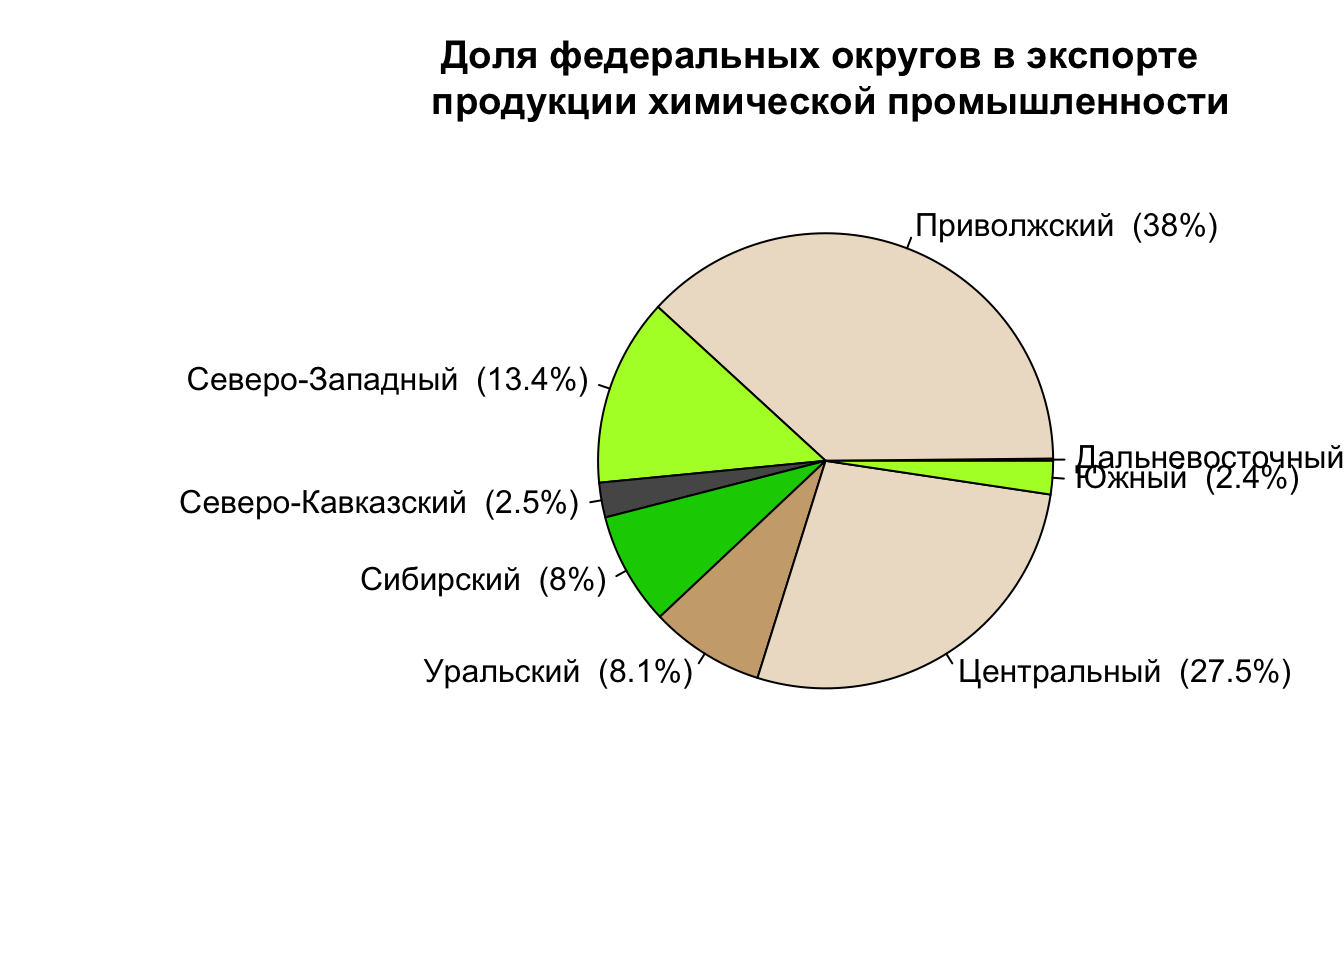 Доля федеральных округов в экспорте
продукции химической промышленности
Приволжский (38%)
Северо-Западный (13.4%)
Дальневосточный
Южный (2.4%)
Северо-Кавказский (2.5%)
Сибирский (8%)
Уральский (8.1%)
Центральный (27.5%)